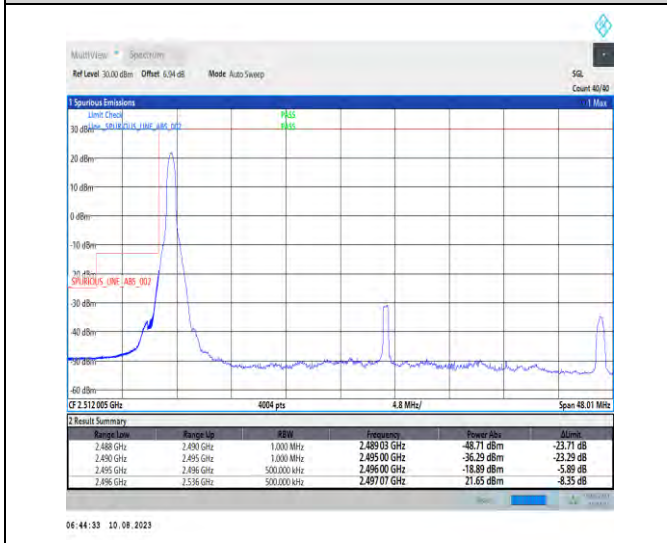 MultiView Spectrum
Ref Level 30.00 dBm Offset 6.94 dB Mode Auto Sweep SGL
Count 40/40
1 Spurious Emissions 1 Max
Limit Check PASS
30 dBm Line _SPURIOUS_LINE_ABS_002 PASS
20 dBm
10 dBm
0 dBm
-10 dBm
-20 dBm
SPURIOUS_LINE_ABS_002
-30 dBm
-40 dBm
-50 dBm
-60 dBm
CF 2.512 005 GHz 4004 pts 4.8 MHz/ Span 48.01 MHz
2 Result Summary
Range Low Range Up RBW Frequency Power Abs ΔLimit
2.488 GHz 2.490 GHz 1.000 MHz 2.489 03 GHz -48.71 dBm -23.71 dB
2.490 GHz 2.495 GHz 1.000 MHz 2.495 00 GHz -36.29 dBm -23.29 dB
2.495 GHz 2.496 GHz 500.000 kHz 2.496 00 GHz -18.89 dBm -5.89 dB
2.496 GHz 2.536 GHz 500.000 kHz 2.497 07 GHz 21.65 dBm -8.35 dB
06:44:33 10.08.2023